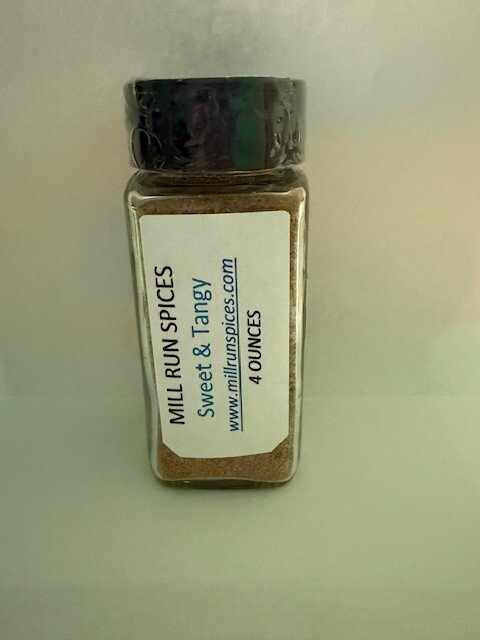 MILL RUN SPICES
Sweet & Tangy
www.millrunspices.com
4 OUNCES